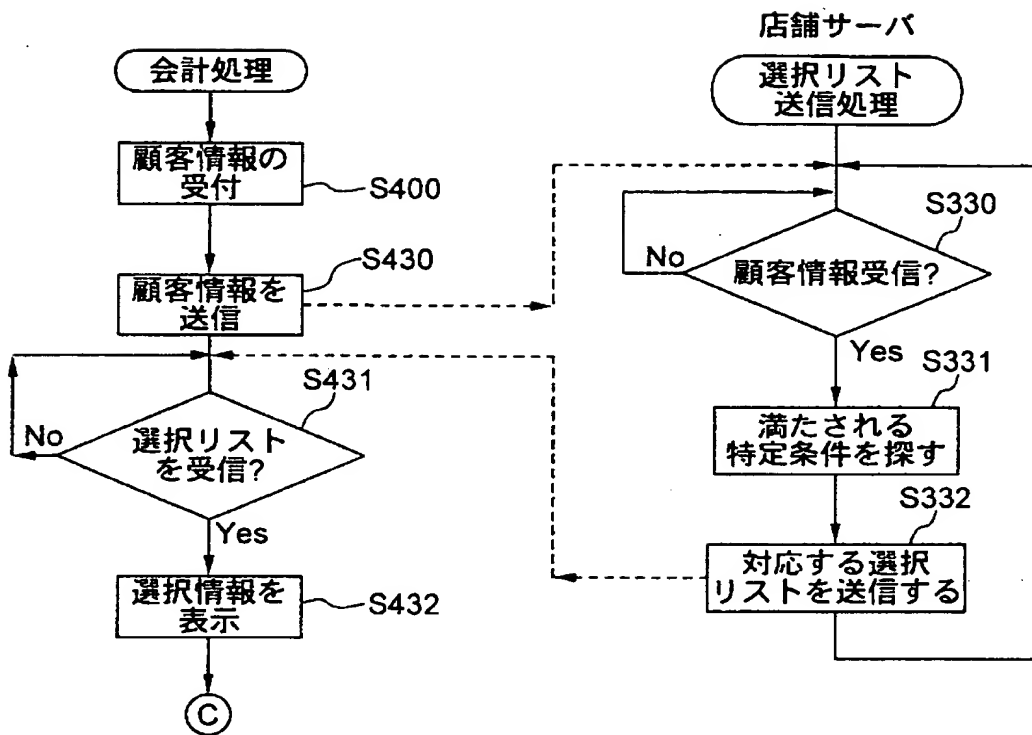 会計処理
顧客情報の
受付
S400
顧客情報を
送信
S430
S431
選択リスト
を受信?
No
Yes
選択情報を
表示
S432
C
店舗サーバ
選択リスト
送信処理
S330
顧客情報受信?
No
Yes
S331
満たされる
特定条件を探す
S332
対応する選択
リストを送信する